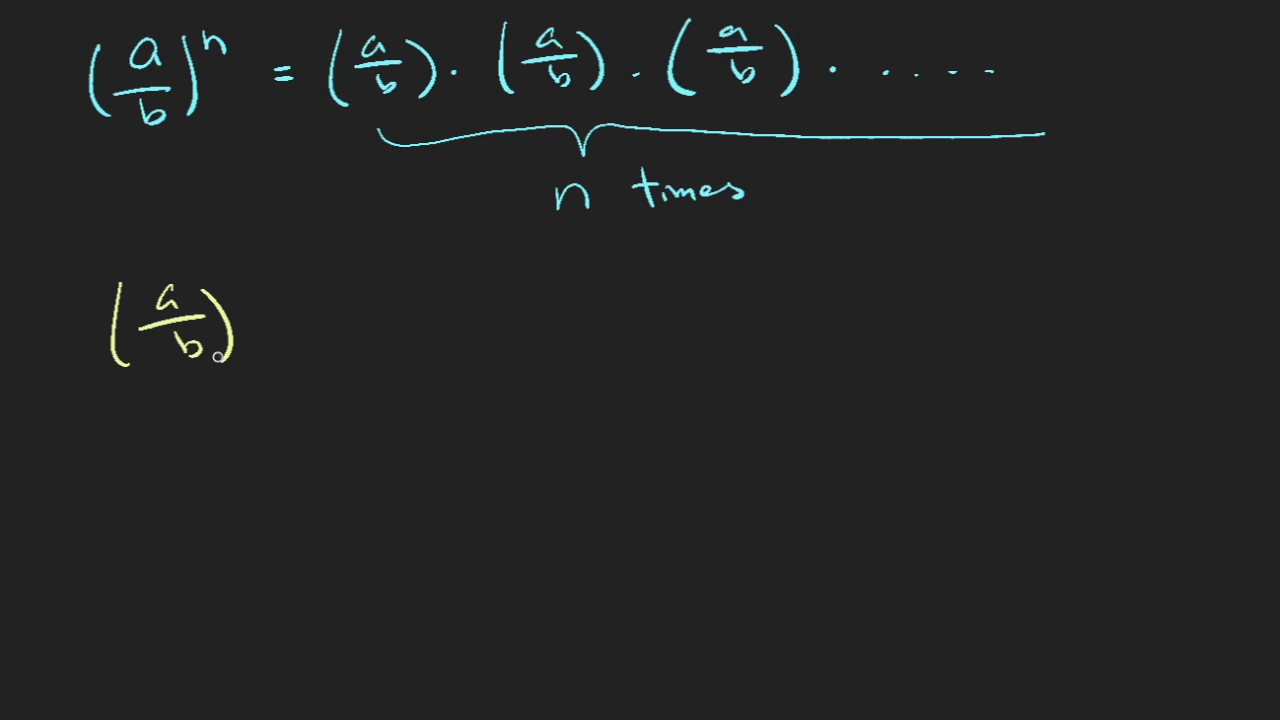 (a/b)^n = (a/b) · (a/b) · (a/b) · . . . . .
n times
(a/b)